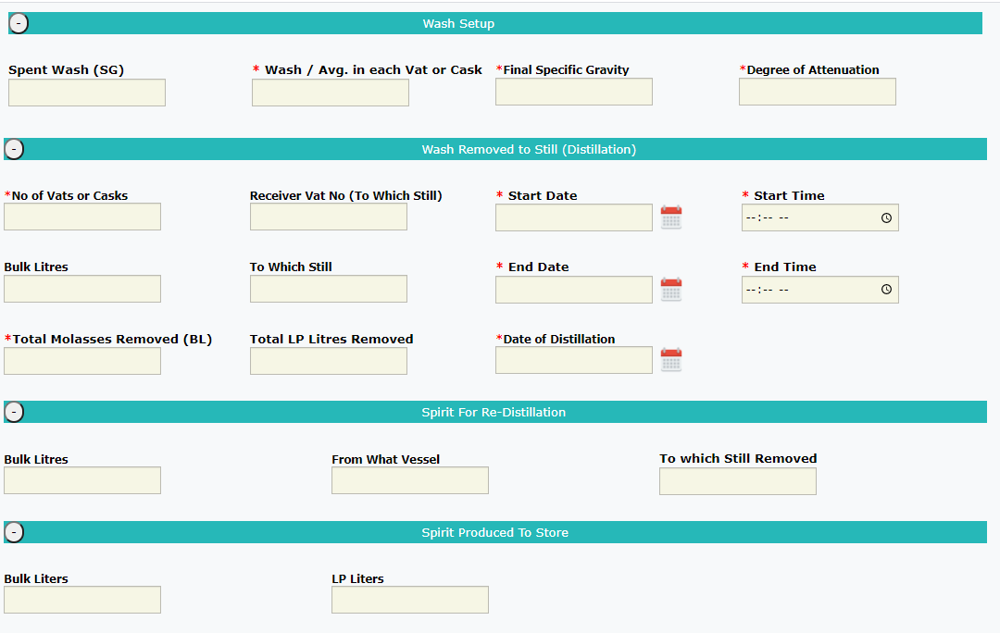 - Wash Setup
Spent Wash (SG) * Wash / Avg. in each Vat or Cask *Final Specific Gravity *Degree of Attenuation
- Wash Removed to Still (Distillation)
*No of Vats or Casks Receiver Vat No (To Which Still) * Start Date * Start Time
--:-- --
Bulk Litres To Which Still * End Date * End Time
--:-- --
*Total Molasses Removed (BL) Total LP Litres Removed *Date of Distillation
- Spirit For Re-Distillation
Bulk Litres From What Vessel To which Still Removed
- Spirit Produced To Store
Bulk Liters LP Liters